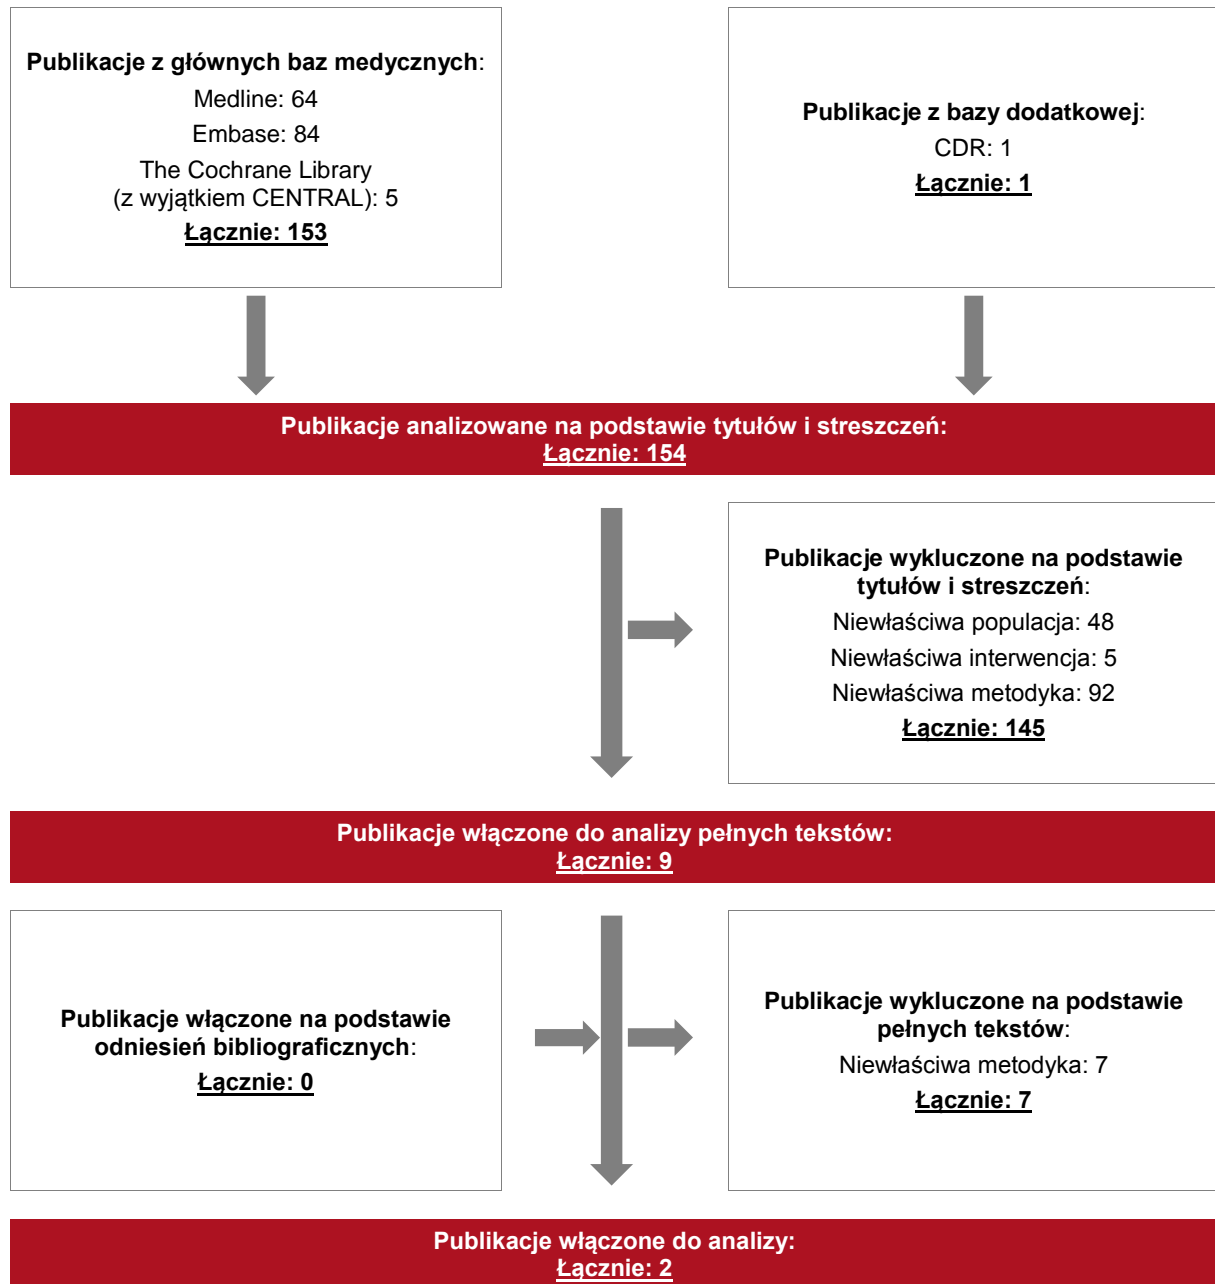 Publikacje z głównych baz medycznych:
Medline: 64
Embase: 84
The Cochrane Library
(z wyjątkiem CENTRAL): 5
Łącznie: 153
Publikacje z bazy dodatkowej:
CDR: 1
Łącznie: 1
Publikacje analizowane na podstawie tytułów i streszczeń:
Łącznie: 154
Publikacje wykluczone na podstawie
tytułów i streszczeń:
Niewłaściwa populacja: 48
Niewłaściwa interwencja: 5
Niewłaściwa metodyka: 92
Łącznie: 145
Publikacje włączone do analizy pełnych tekstów:
Łącznie: 9
Publikacje włączone na podstawie
odniesień bibliograficznych:
Łącznie: 0
Publikacje wykluczone na podstawie
pełnych tekstów:
Niewłaściwa metodyka: 7
Łącznie: 7
Publikacje włączone do analizy:
Łącznie: 2